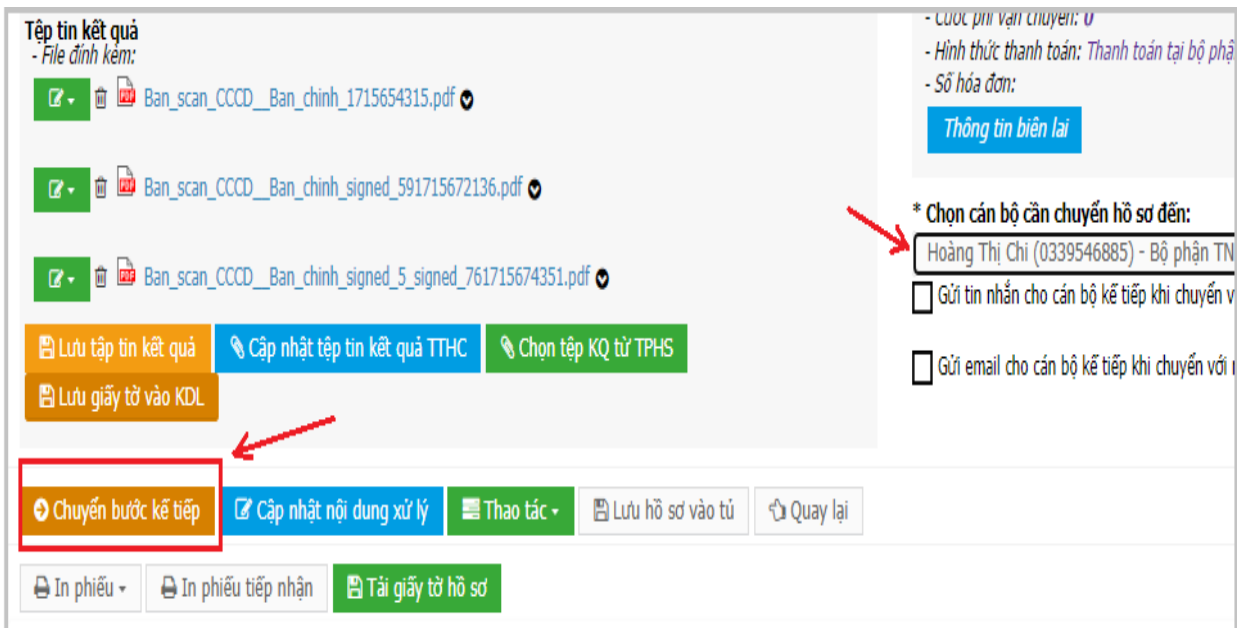 Tệp tin kết quả
- File đính kèm:
Ban_scan_CCCD__Ban_chinh_1715654315.pdf
Ban_scan_CCCD__Ban_chinh_signed_591715672136.pdf
Ban_scan_CCCD__Ban_chinh_signed_5_signed_761715674351.pdf
Lưu tập tin kết quả
Cập nhật tệp tin kết quả TTHC
Chọn tệp KQ từ TPHS
Lưu giấy tờ vào KDL
- Cước phí vận chuyển: 0
- Hình thức thanh toán: Thanh toán tại bộ phậ
- Số hóa đơn:
Thông tin biên lai
* Chọn cán bộ cần chuyển hồ sơ đến:
Hoàng Thị Chi (0339546885) - Bộ phận TN
Gửi tin nhắn cho cán bộ kế tiếp khi chuyển v
Gửi email cho cán bộ kế tiếp khi chuyển với
Chuyển bước kế tiếp
Cập nhật nội dung xử lý
Thao tác
Lưu hồ sơ vào tủ
Quay lại
In phiếu
In phiếu tiếp nhận
Tải giấy tờ hồ sơ